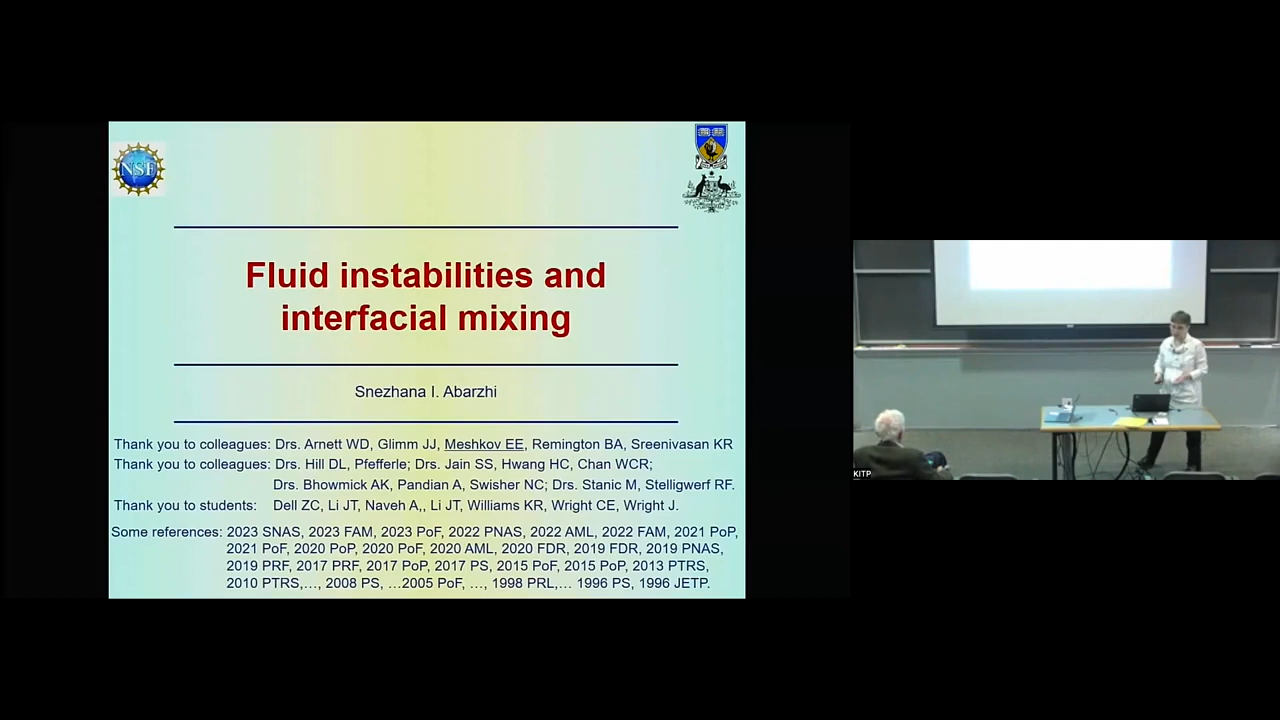 NSF
Fluid instabilities and
interfacial mixing
Snezhana I. Abarzhi
Thank you to colleagues: Drs. Arnett WD, Glimm JJ, Meshkov EE, Remington BA, Sreenivasan KR
Thank you to colleagues: Drs. Hill DL, Pfefferle; Drs. Jain SS, Hwang HC, Chan WCR;
Drs. Bhowmick AK, Pandian A, Swisher NC; Drs. Stanic M, Stelligwerf RF.
Thank you to students: Dell ZC, Li JT, Naveh A,, Li JT, Williams KR, Wright CE, Wright J.
Some references: 2023 SNAS, 2023 FAM, 2023 PoF, 2022 PNAS, 2022 AML, 2022 FAM, 2021 PoP,
2021 PoF, 2020 PoP, 2020 PoF, 2020 AML, 2020 FDR, 2019 FDR, 2019 PNAS,
2019 PRF, 2017 PRF, 2017 PoP, 2017 PS, 2015 PoF, 2015 PoP, 2013 PTRS,
2010 PTRS,…, 2008 PS, …2005 PoF, …, 1998 PRL,… 1996 PS, 1996 JETP.
KITP